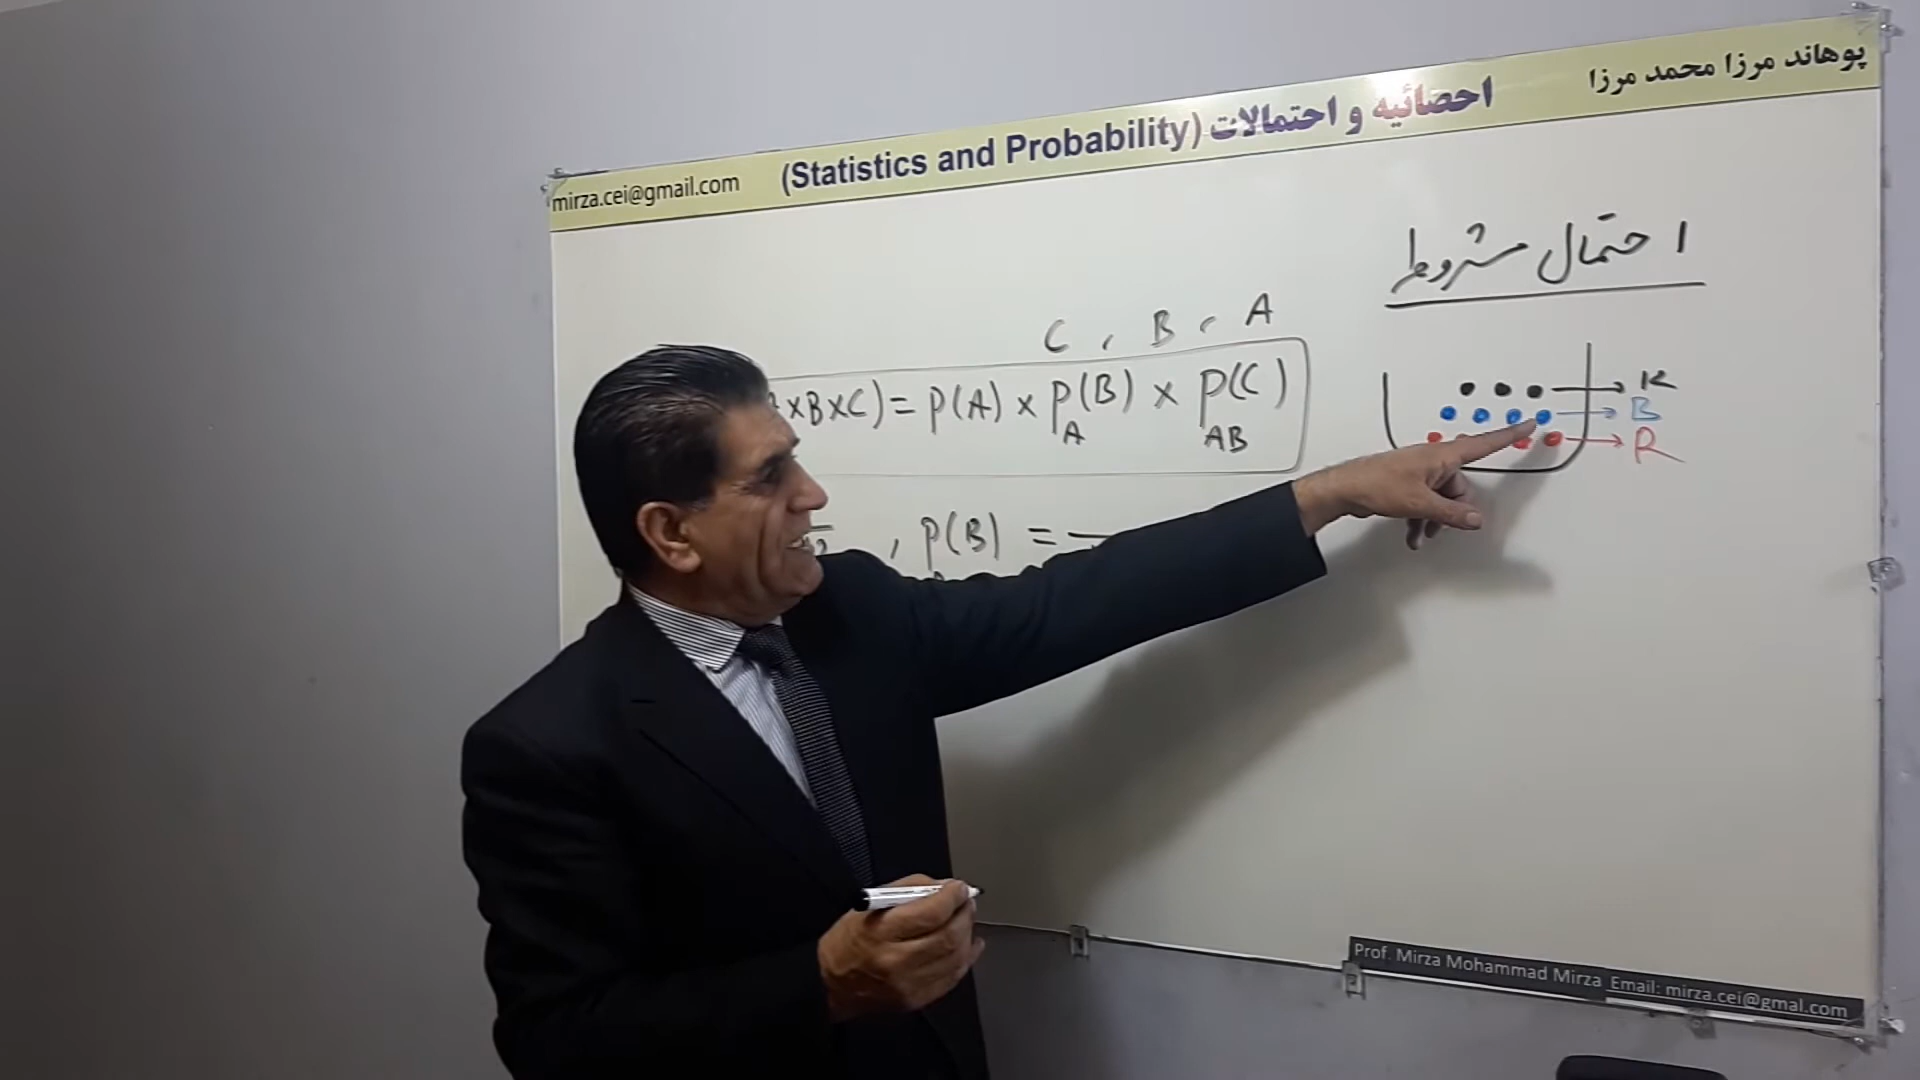 پوهاند مرزا محمد مرزا
احصائیه و احتمالات (Statistics and Probability)
mirza.cei@gmail.com
احتمال مشروط
C , B , A
×B×C) = P(A) × P(B) × P(C)
A AB
K
B
R
, P(B) =
Prof. Mirza Mohammad Mirza Email: mirza.cei@gmal.com